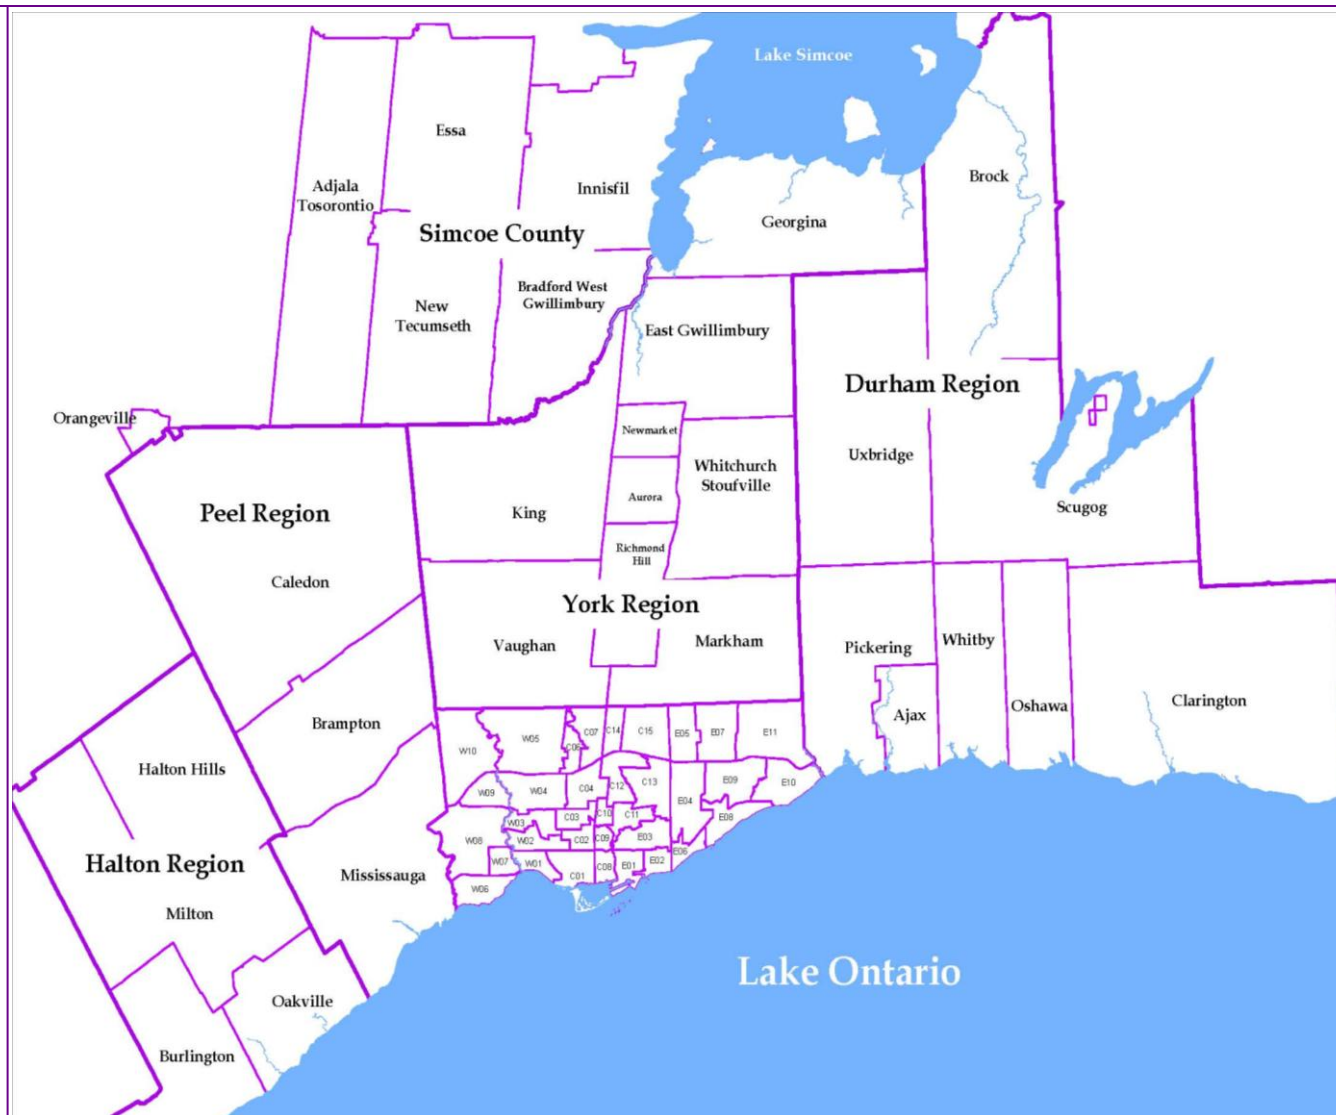 Lake Simcoe
Essa
Brock
Adjala
Tosorontio
Innisfil
Georgina
Simcoe County
Bradford West
Gwillimbury
New
Tecumseth
East Gwillimbury
Durham Region
Orangeville
Newmarket
Uxbridge
Whitchurch
Stoufville
Aurora
Scugog
King
Peel Region
Richmond
Hill
Caledon
York Region
Vaughan
Markham
Pickering
Whitby
Clarington
Oshawa
Ajax
Brampton
Halton Hills
W10
W05
C06
C07
C14
C15
E05
E07
E11
W09
W04
C04
C12
C13
E04
E09
E10
W03
C03
C10
C11
E08
W08
W02
C02
C09
E03
W07
W01
C01
C08
E01
E02
E06
W06
Halton Region
Mississauga
Milton
Lake Ontario
Oakville
Burlington